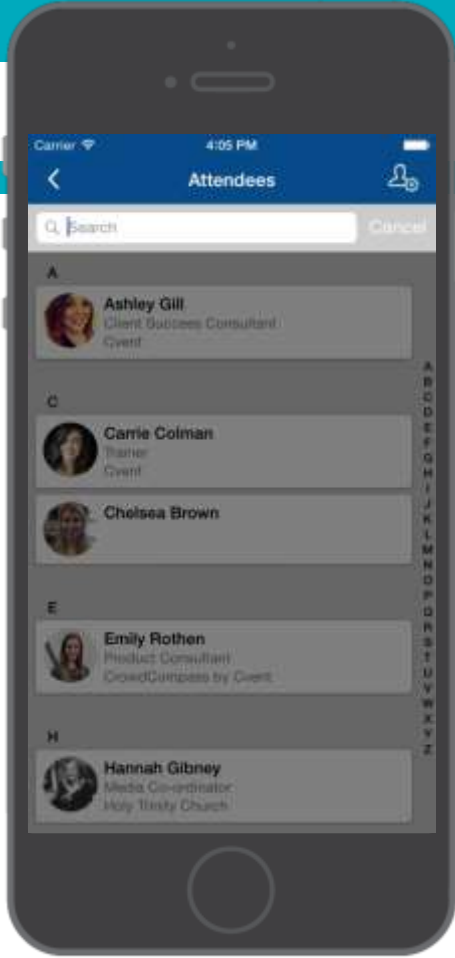 Carrier 4:05 PM
Attendees
Search Cancel
A
Ashley Gill
Client Success Consultant
Cvent
C
Carrie Colman
Trainer
Cvent
Chelsea Brown
E
Emily Rothen
Product Consultant
CrowdCompass by Cvent
H
Hannah Gibney
Media Co-ordinator
Holy Trinity Church
A
B
C
D
E
F
G
H
I
J
K
L
M
N
O
P
Q
R
S
T
U
V
W
X
Y
Z